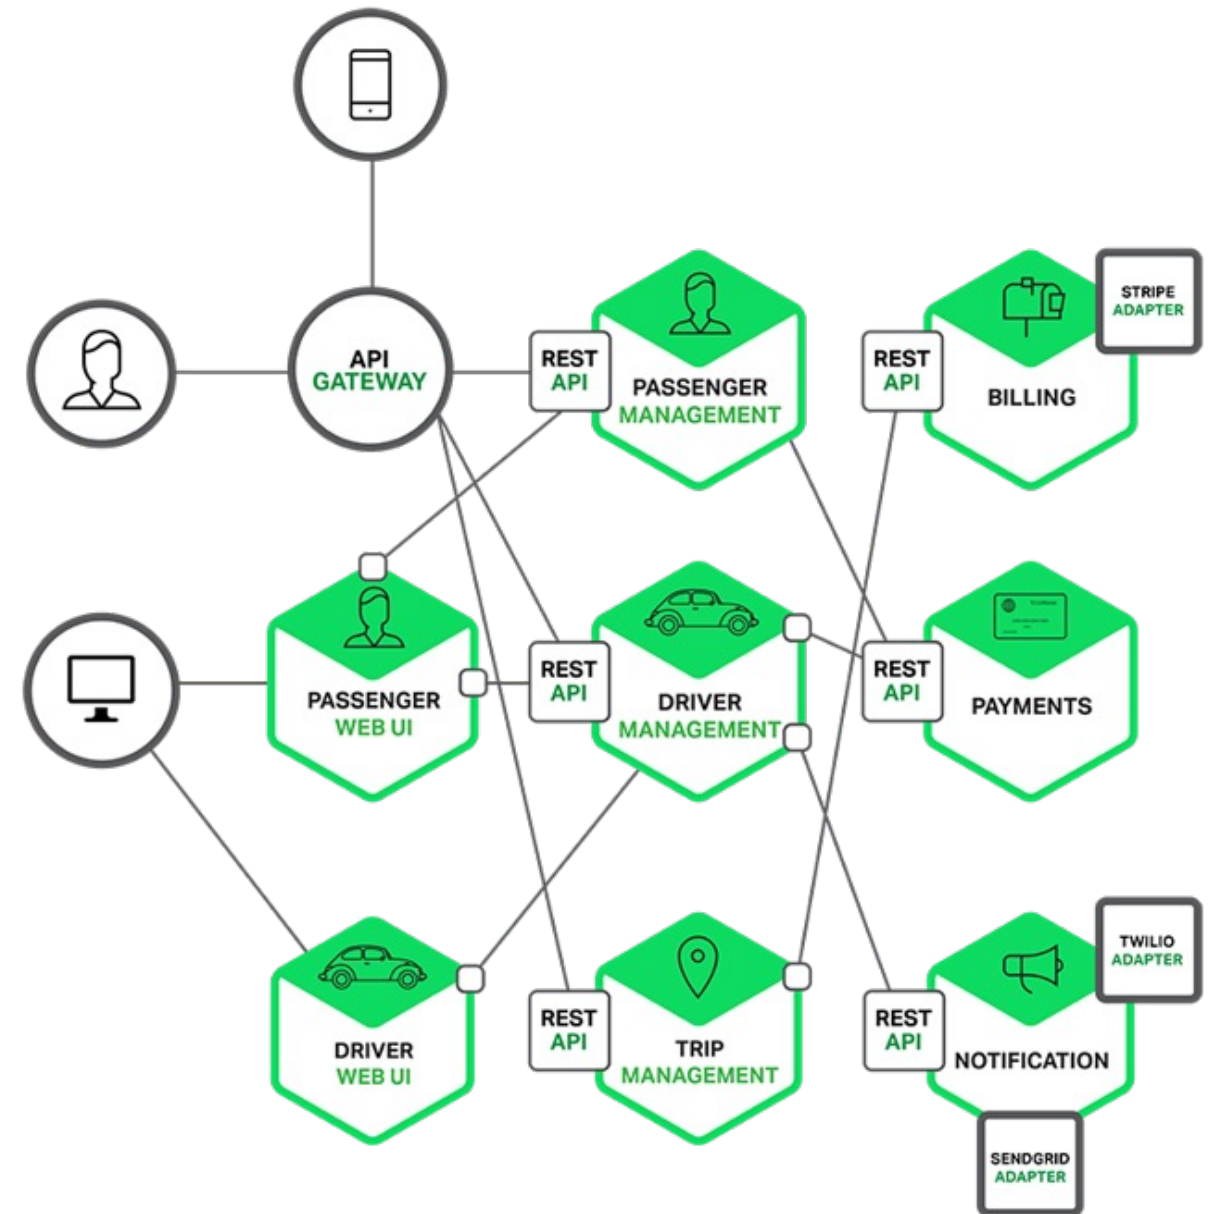 API
GATEWAY
REST
API
PASSENGER
MANAGEMENT
REST
API
BILLING
STRIPE
ADAPTER
PASSENGER
WEB UI
REST
API
DRIVER
MANAGEMENT
REST
API
PAYMENTS
DRIVER
WEB UI
REST
API
TRIP
MANAGEMENT
REST
API
NOTIFICATION
TWILIO
ADAPTER
SENDGRID
ADAPTER